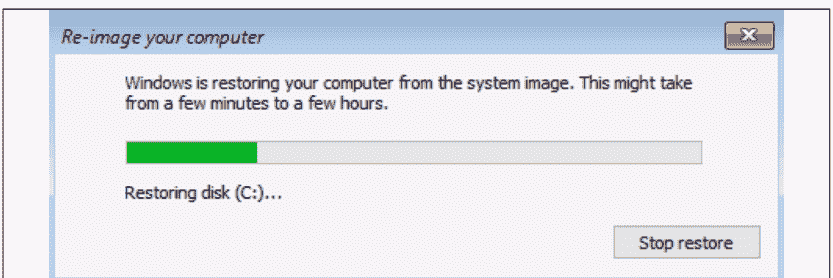 Re-image your computer
Windows is restoring your computer from the system image. This might take
from a few minutes to a few hours.
Restoring disk (C:)...
Stop restore